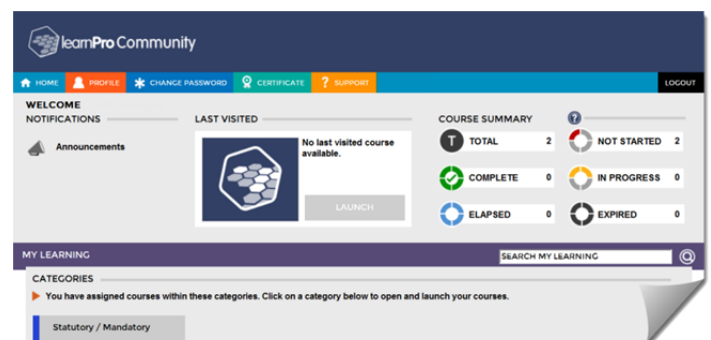 learnPro Community
HOME PROFILE CHANGE PASSWORD CERTIFICATE ? SUPPORT LOGOUT
WELCOME
NOTIFICATIONS
Announcements
LAST VISITED
No last visited course
available.
LAUNCH
COURSE SUMMARY ?
T TOTAL 2
NOT STARTED 2
COMPLETE 0
IN PROGRESS 0
ELAPSED 0
EXPIRED 0
MY LEARNING
SEARCH MY LEARNING
CATEGORIES
You have assigned courses within these categories. Click on a category below to open and launch your courses.
Statutory / Mandatory